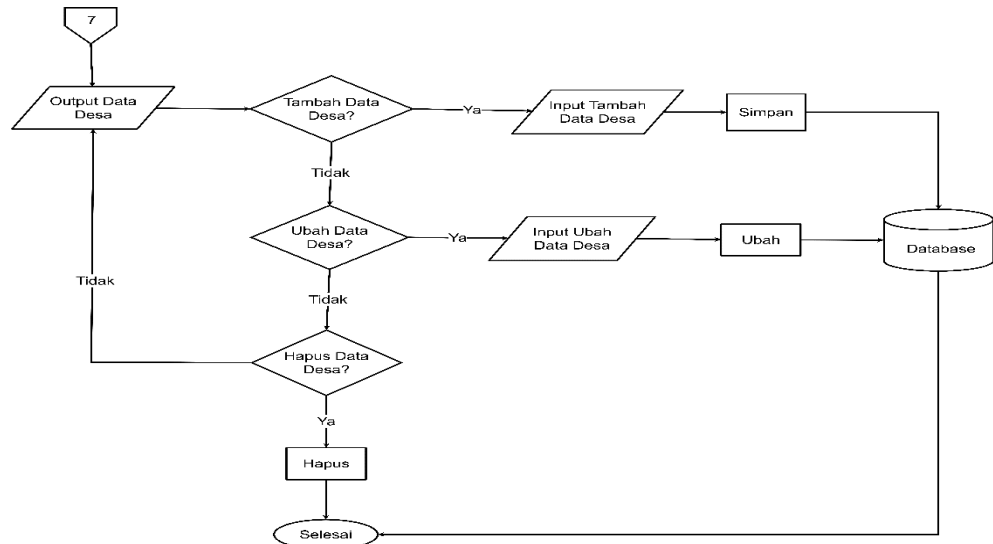 7
Output Data
Desa
Tambah Data
Desa?
Ya
Input Tambah
Data Desa
Simpan
Tidak
Ubah Data
Desa?
Ya
Input Ubah
Data Desa
Ubah
Database
Tidak
Tidak
Hapus Data
Desa?
Ya
Hapus
Selesai